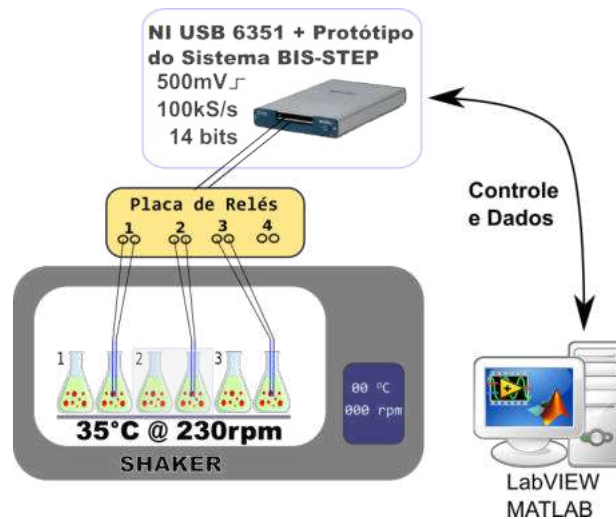 NI USB 6351 + Protótipo
do Sistema BIS-STEP
500mV
100kS/s
14 bits
Placa de Relés
1 2 3 4
Controle
e Dados
1 2 3
00 ºC
000 rpm
35°C @ 230rpm
SHAKER
LabVIEW
MATLAB